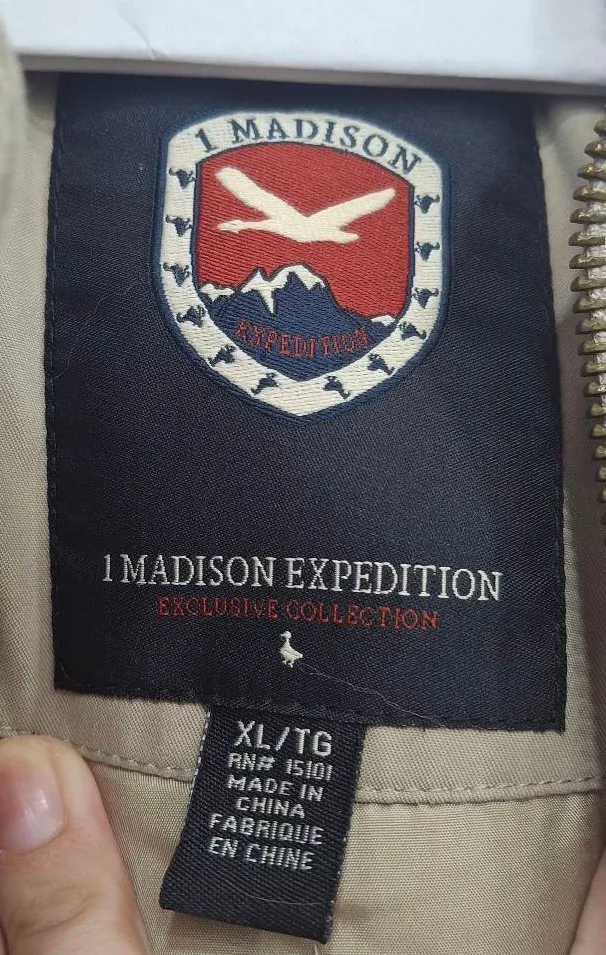 1 MADISON
EXPEDITION
1 MADISON EXPEDITION
EXCLUSIVE COLLECTION
XL/TG
RN# 15101
MADE IN
CHINA
FABRIQUE
EN CHINE